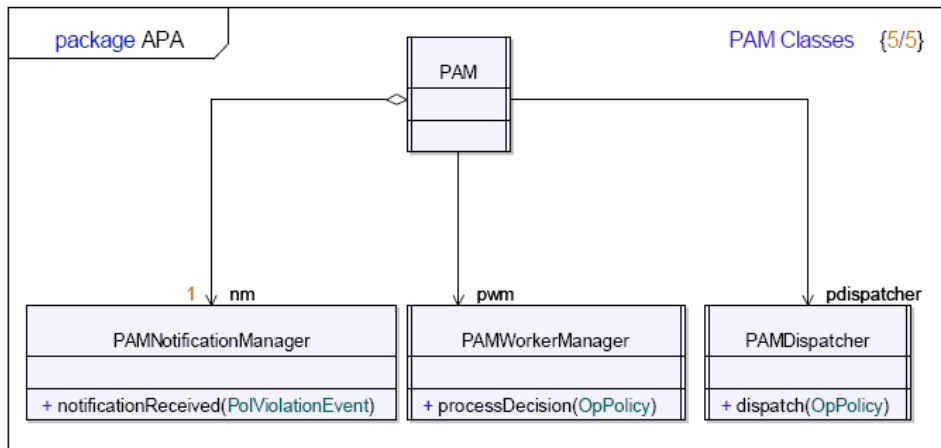 package APA
PAM Classes {5/5}
PAM
1 nm
pwm
pdispatcher
PAMNotificationManager
PAMWorkerManager
PAMDispatcher
+ notificationReceived(PolViolationEvent)
+ processDecision(OpPolicy)
+ dispatch(OpPolicy)